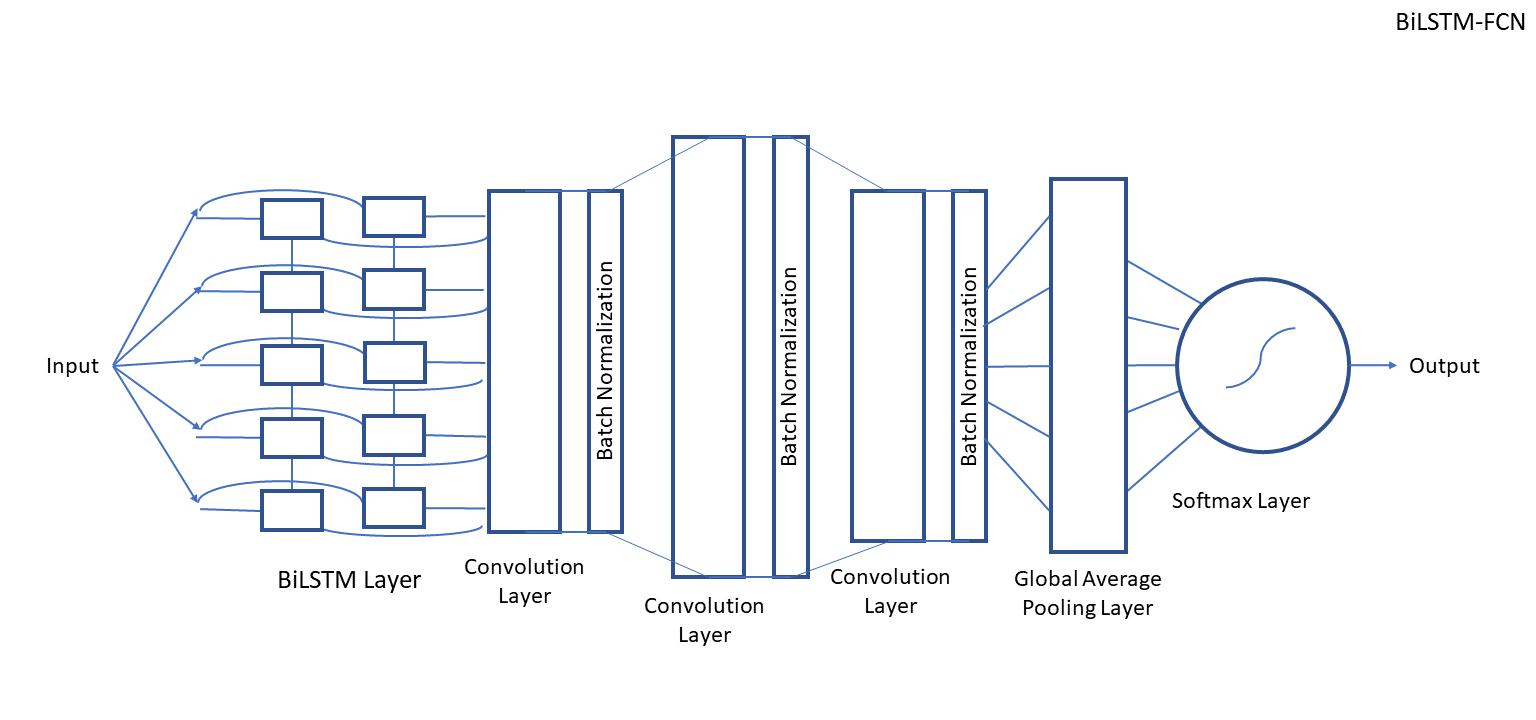 BiLSTM-FCN
Input
BiLSTM Layer
Convolution
Layer
Batch Normalization
Convolution
Layer
Batch Normalization
Convolution
Layer
Batch Normalization
Global Average
Pooling Layer
Softmax Layer
Output